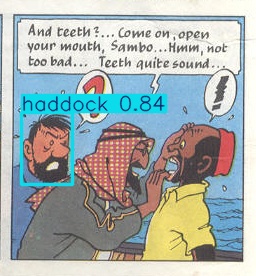 And teeth?... Come on, open
your mouth, Sambo... Hmm, not
too bad... Teeth quite sound...
?
!
haddock 0.84